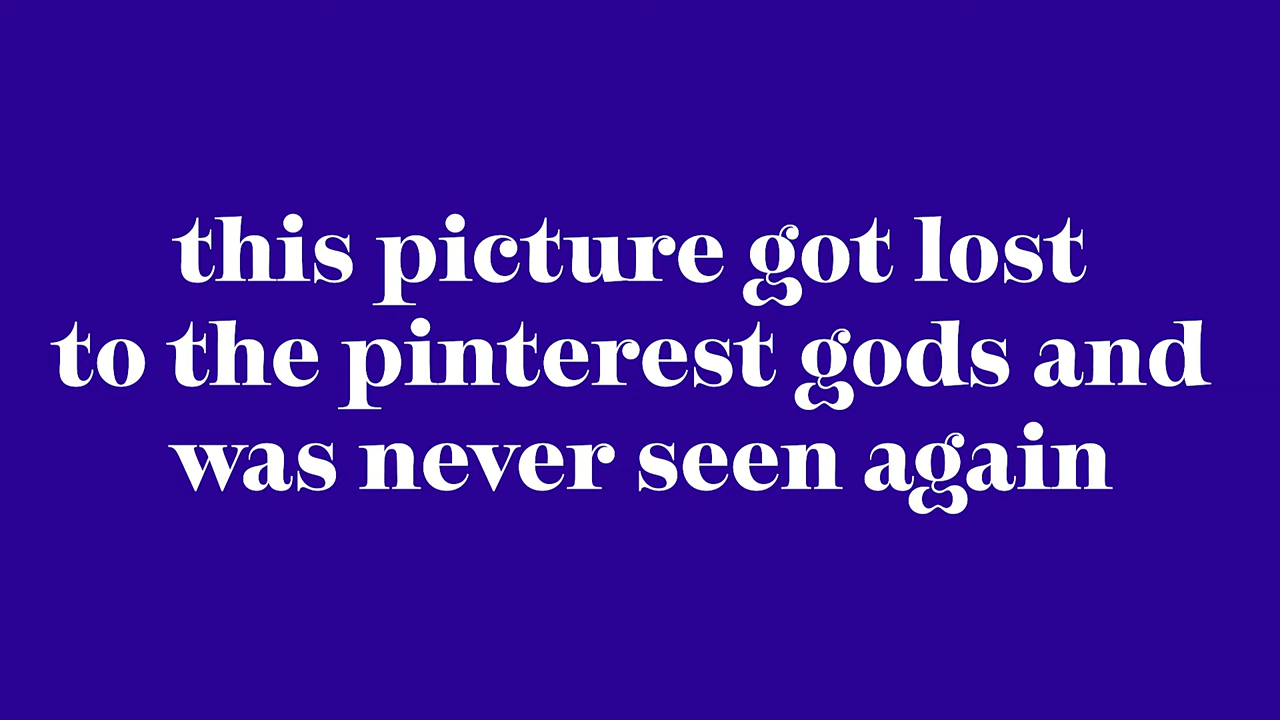 this picture got lost
to the pinterest gods and
was never seen again